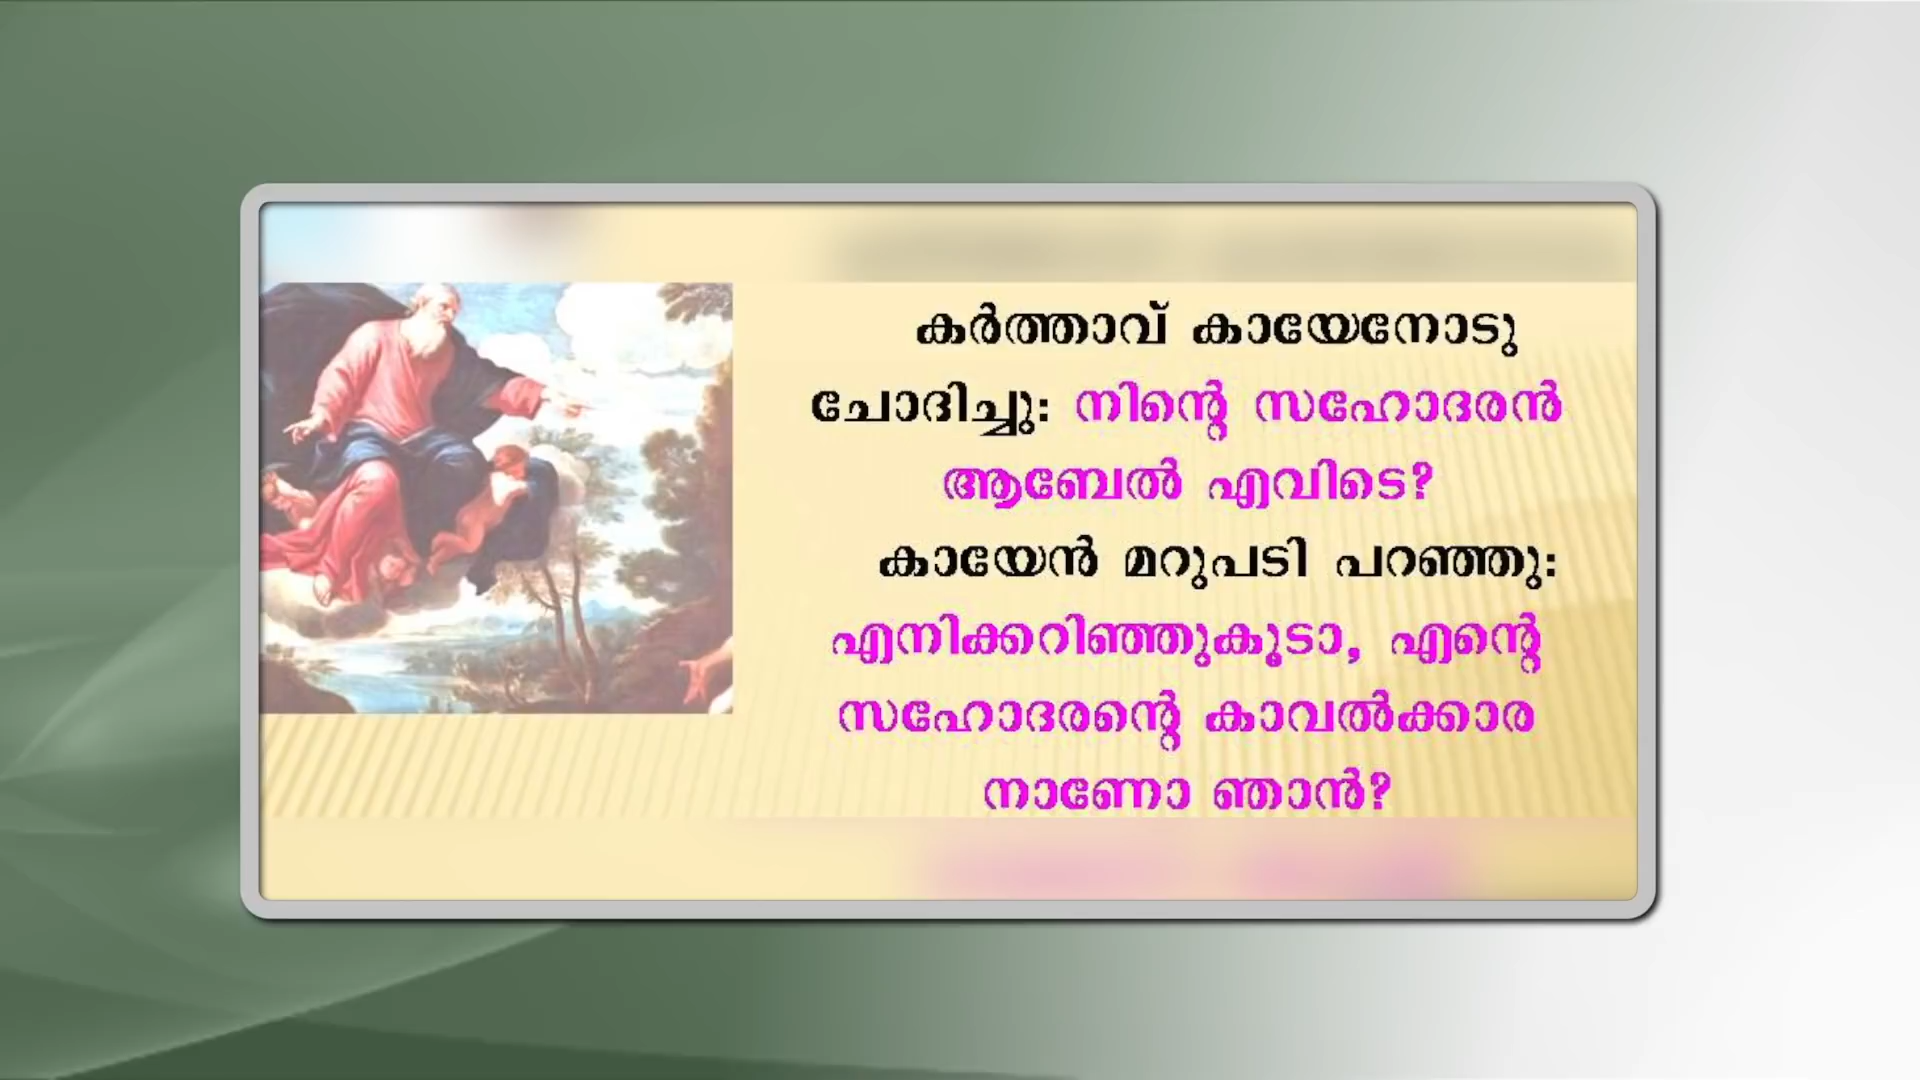 കർത്താവ് കായേനോടു
ചോദിച്ചു: നിന്റെ സഹോദരൻ
ആബേൽ എവിടെ?
കായേൻ മറുപടി പറഞ്ഞു:
എനിക്കറിഞ്ഞുകൂടാ, എന്റെ
സഹോദരന്റെ കാവൽക്കാര
നാണോ ഞാൻ?